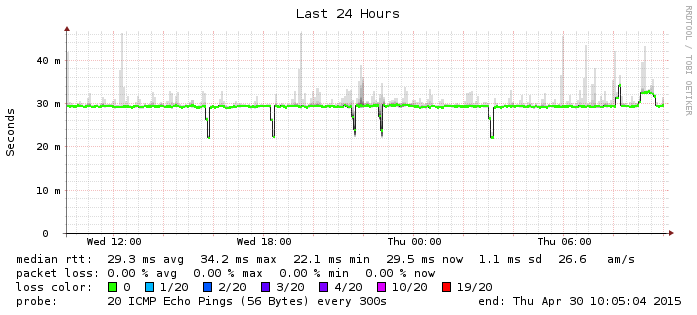 Last 24 Hours
RRDTOOL / TOBI OETIKER
Seconds
40 m
30 m
20 m
10 m
0
Wed 12:00 Wed 18:00 Thu 00:00 Thu 06:00
median rtt: 29.3 ms avg 34.2 ms max 22.1 ms min 29.5 ms now 1.1 ms sd 26.6 am/s
packet loss: 0.00 % avg 0.00 % max 0.00 % min 0.00 % now
loss color: 0 1/20 2/20 3/20 4/20 10/20 19/20
probe: 20 ICMP Echo Pings (56 Bytes) every 300s end: Thu Apr 30 10:05:04 2015